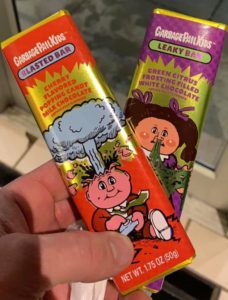 GARBAGE PAIL KIDS
BLASTED BAR
CHERRY
FLAVORED
POPPING CANDY
MILK CHOCOLATE
NET WT. 1.75 OZ (50g)
GARBAGE PAIL KIDS
LEAKY BAR
GREEN CITRUS
FROSTING FILLED
WHITE CHOCOLATE